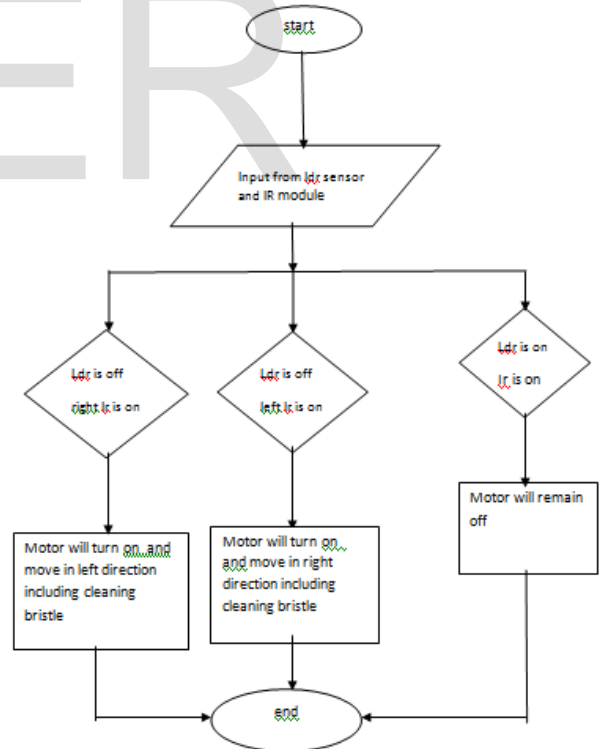 ER
start
Input from ldr sensor
and IR module
Ldr is off
right Ir is on
Ldr is off
left Ir is on
Ldr is on
Ir is on
Motor will turn on and
move in left direction
including cleaning
bristle
Motor will turn on
and move in right
direction including
cleaning bristle
Motor will remain
off
end